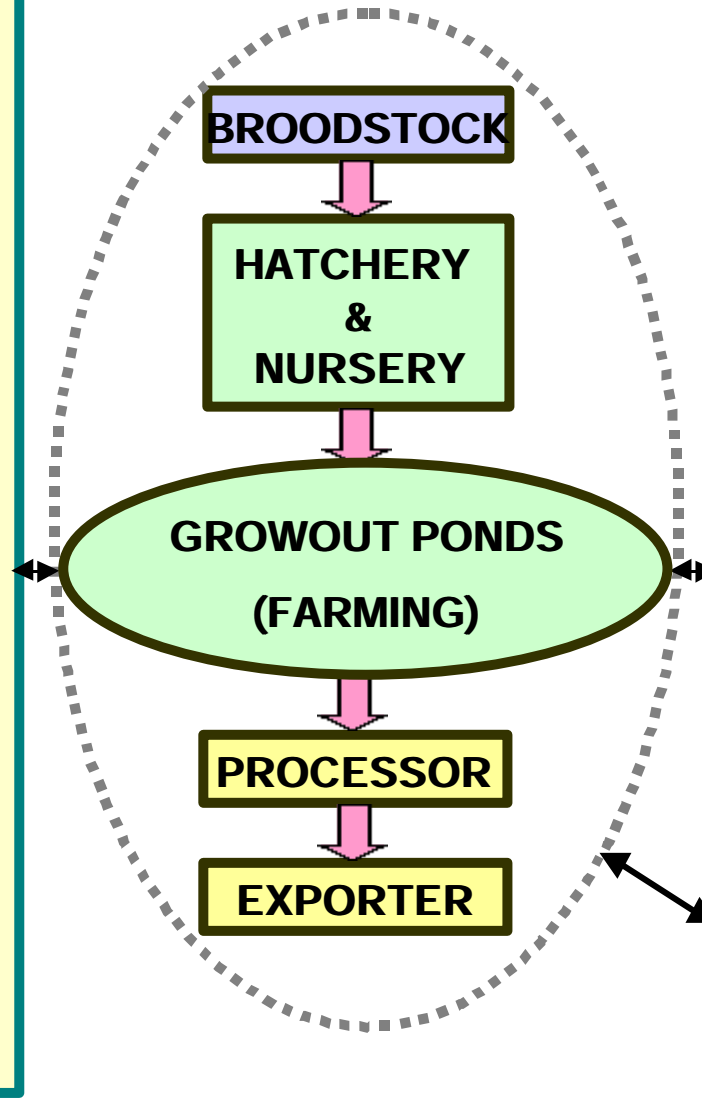 BROODSTOCK
HATCHERY
&
NURSERY
GROWOUT PONDS
(FARMING)
PROCESSOR
EXPORTER